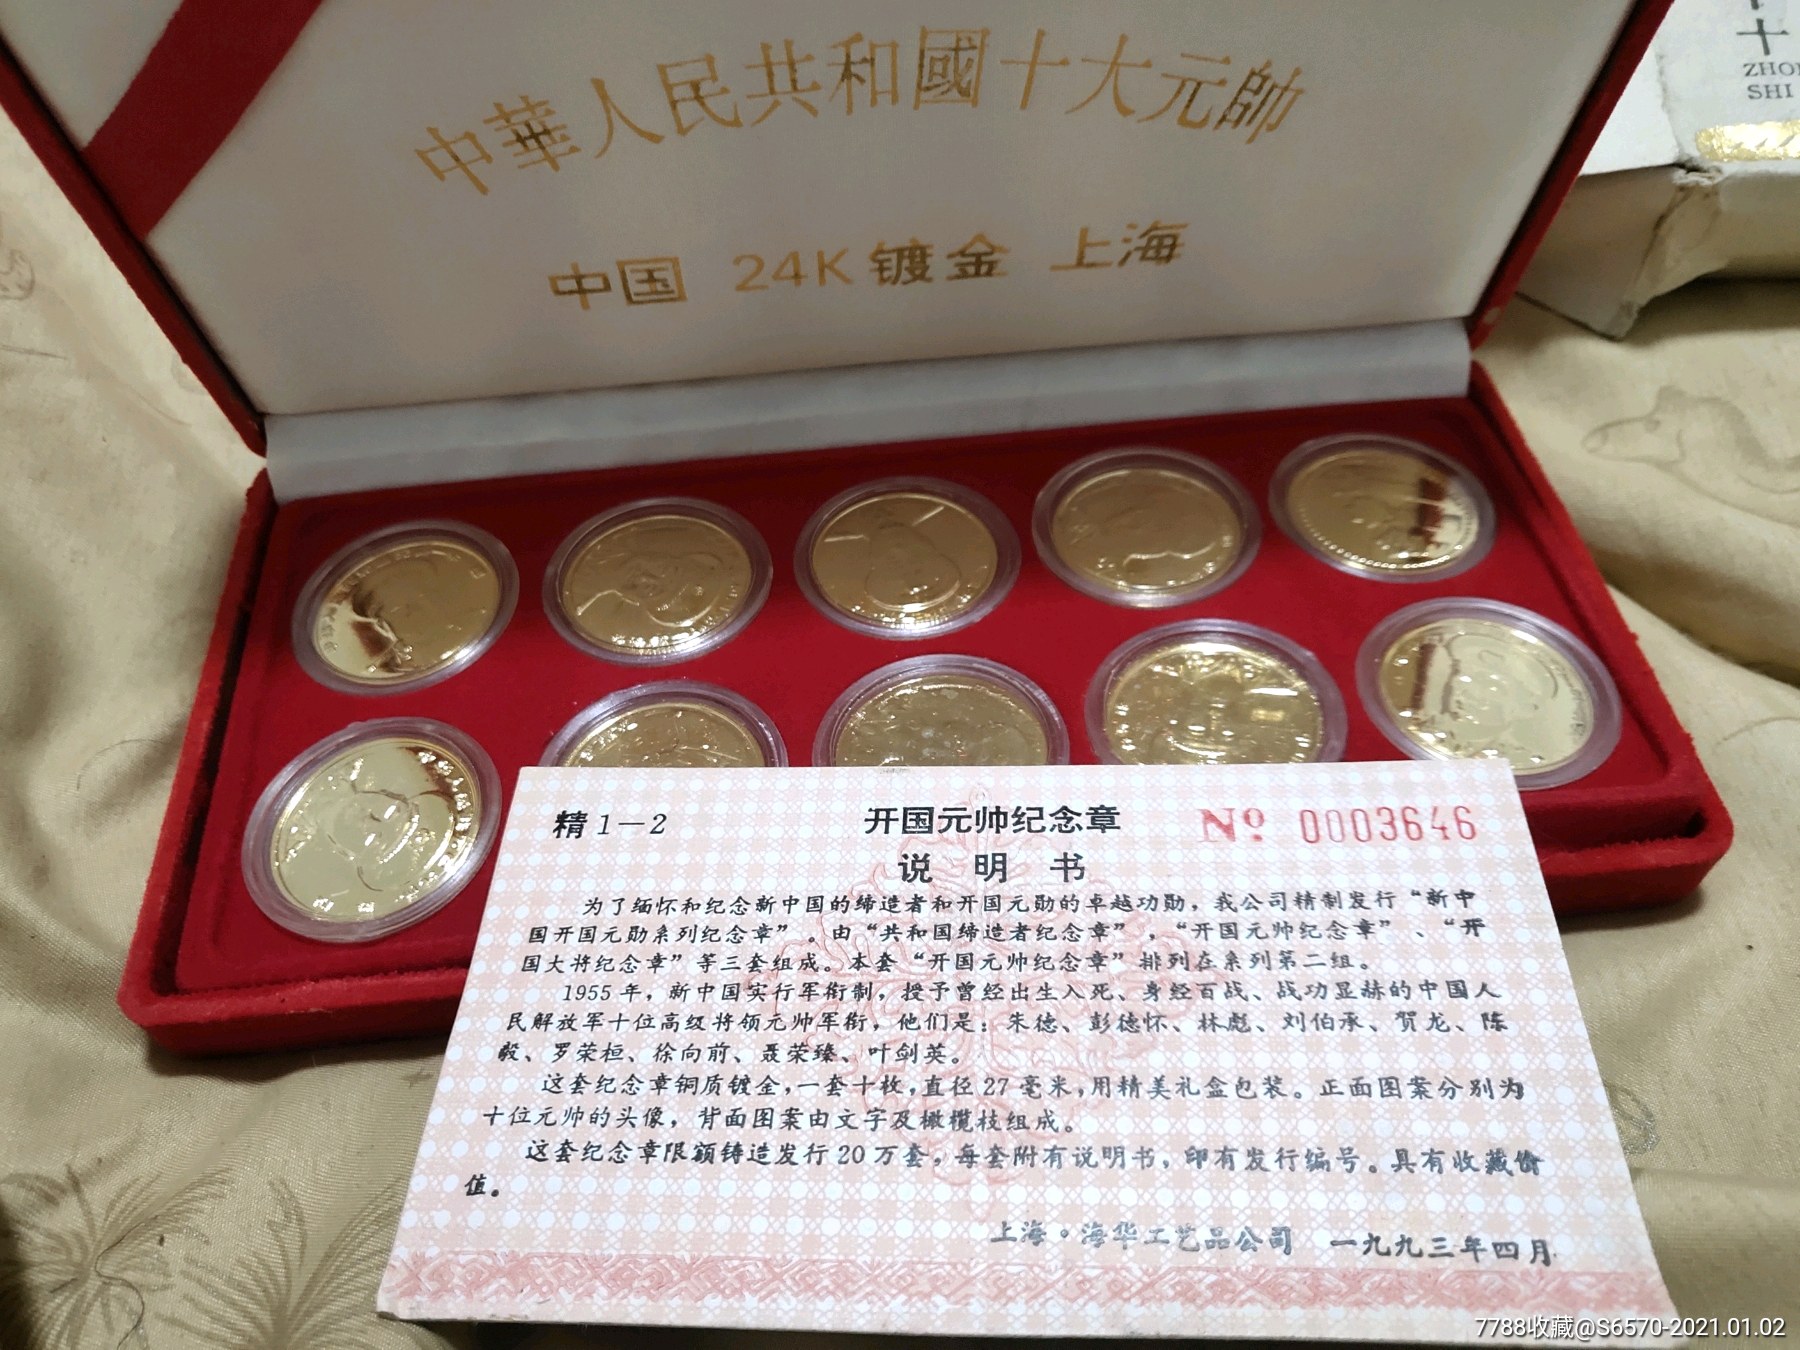 中華人民共和國十大元帥
中国 24K镀金 上海
十
ZHO
SHI
精1—2
开国元帅纪念章
№ 0003646
说 明 书
为了缅怀和纪念新中国的缔造者和开国元勋的卓越功勋，我公司精制发行“新中
国开国元勋系列纪念章”。由“共和国缔造者纪念章”，“开国元帅纪念章”、“开
国大将纪念章”等三套组成。本套“开国元帅纪念章”排列在系列第二组。
1955年，新中国实行军衔制，授予曾经出生入死、身经百战、战功显赫的中国人
民解放军十位高级将领元帅军衔，他们是：朱德、彭德怀、林彪、刘伯承、贺龙、陈
毅、罗荣桓、徐向前、聂荣臻、叶剑英。
这套纪念章铜质镀金，一套十枚，直径27毫米，用精美礼盒包装。正面图案分别为
十位元帅的头像，背面图案由文字及橄榄枝组成。
这套纪念章限额铸造发行20万套，每套附有说明书，印有发行编号。具有收藏价
值。
上海·海华工艺品公司 一九九三年四月
7788收藏@S6570-2021.01.02